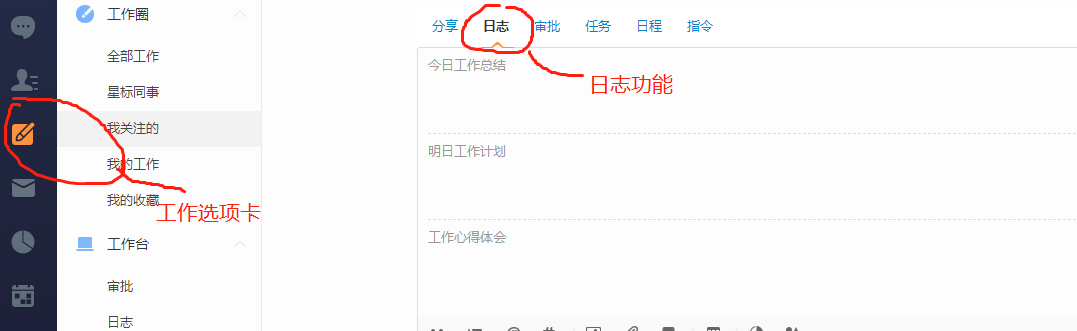 工作圈
全部工作
星标同事
我关注的
我的工作
我的收藏
工作选项卡
工作台
审批
日志
分享 日志 审批 任务 日程 指令
日志功能
今日工作总结
明日工作计划
工作心得体会